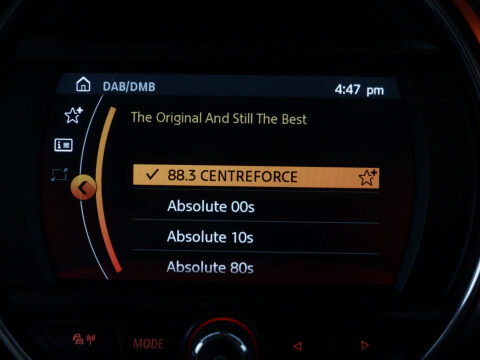 DAB/DMB
4:47 pm
The Original And Still The Best
88.3 CENTREFORCE
Absolute 00s
Absolute 10s
Absolute 80s
MODE